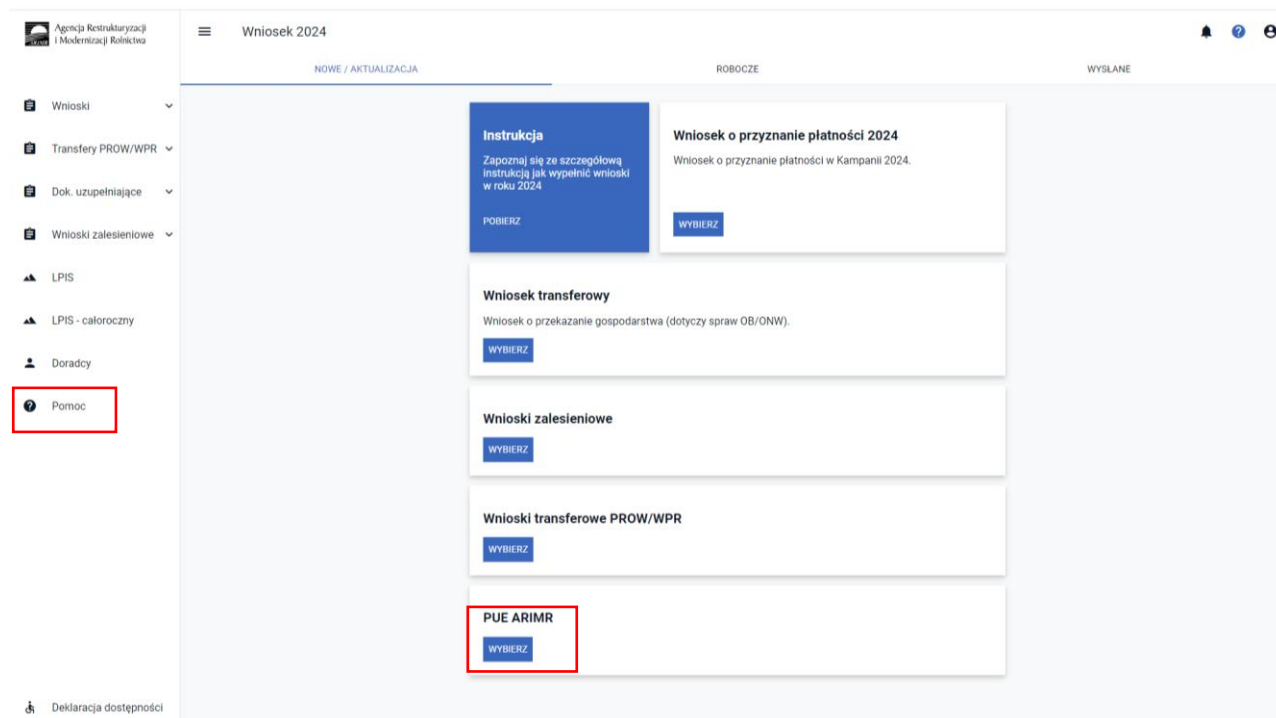 Agencja Restrukturyzacji
i Modernizacji Rolnictwa
Wniosek 2024
NOWE / AKTUALIZACJA
ROBOCZE
WYSŁANE
Wnioski
Transfery PROW/WPR
Dok. uzupełniające
Wnioski zalesieniowe
LPIS
LPIS - całoroczny
Doradcy
Pomoc
Deklaracja dostępności
Instrukcja
Zapoznaj się ze szczegółową
instrukcją jak wypełnić wnioski
w roku 2024
POBIERZ
Wniosek o przyznanie płatności 2024
Wniosek o przyznanie płatności w Kampanii 2024.
WYBIERZ
Wniosek transferowy
Wniosek o przekazanie gospodarstwa (dotyczy spraw OB/ONW).
WYBIERZ
Wnioski zalesieniowe
WYBIERZ
Wnioski transferowe PROW/WPR
WYBIERZ
PUE ARIMR
WYBIERZ